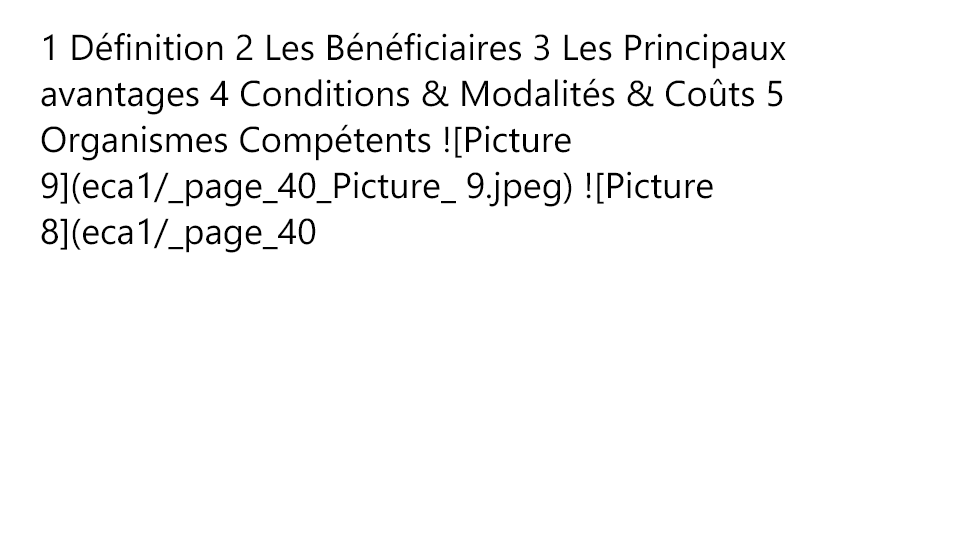 1 Définition 2 Les Bénéficiaires 3 Les Principaux
avantages 4 Conditions & Modalités & Coûts 5
Organismes Compétents ![Picture
9](eca1/_page_40_Picture_ 9.jpeg) ![Picture
8](eca1/_page_40